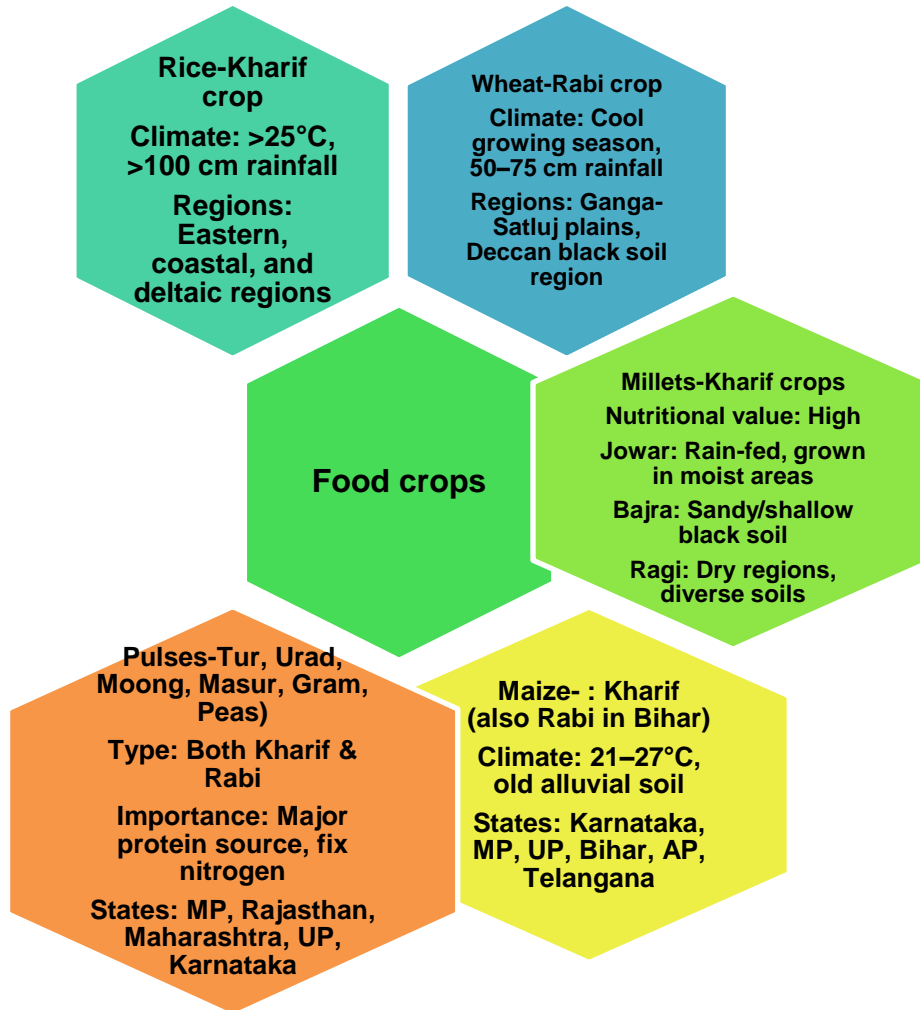 Rice-Kharif
crop
Climate: >25°C,
>100 cm rainfall
Regions:
Eastern,
coastal, and
deltaic regions
Wheat-Rabi crop
Climate: Cool
growing season,
50–75 cm rainfall
Regions: Ganga-
Satluj plains,
Deccan black soil
region
Food crops
Millets-Kharif crops
Nutritional value: High
Jowar: Rain-fed, grown
in moist areas
Bajra: Sandy/shallow
black soil
Ragi: Dry regions,
diverse soils
Pulses-Tur, Urad,
Moong, Masur, Gram,
Peas)
Type: Both Kharif &
Rabi
Importance: Major
protein source, fix
nitrogen
States: MP, Rajasthan,
Maharashtra, UP,
Karnataka
Maize- : Kharif
(also Rabi in Bihar)
Climate: 21–27°C,
old alluvial soil
States: Karnataka,
MP, UP, Bihar, AP,
Telangana